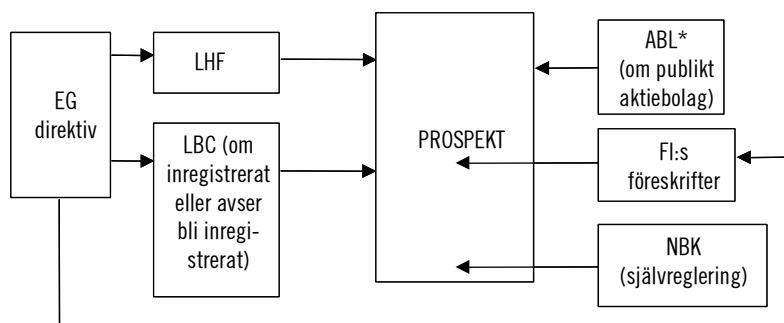 EG
direktiv
LHF
LBC (om
inregistrerat
eller avser
bli inregi-
strerat)
PROSPEKT
ABL*
(om publikt
aktiebolag)
FI:s
föreskrifter
NBK
(självreglering)